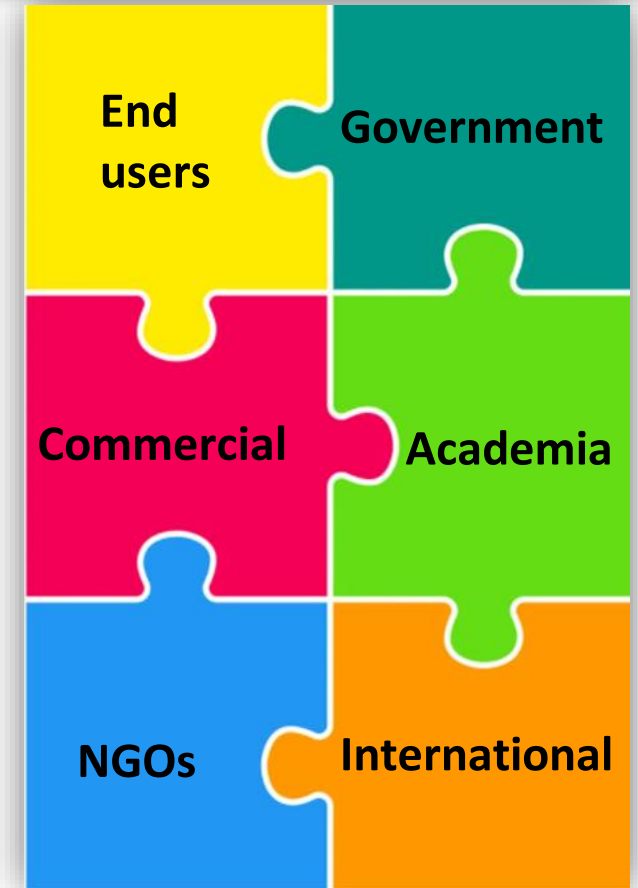 End
users
Government
Commercial
Academia
NGOs
International